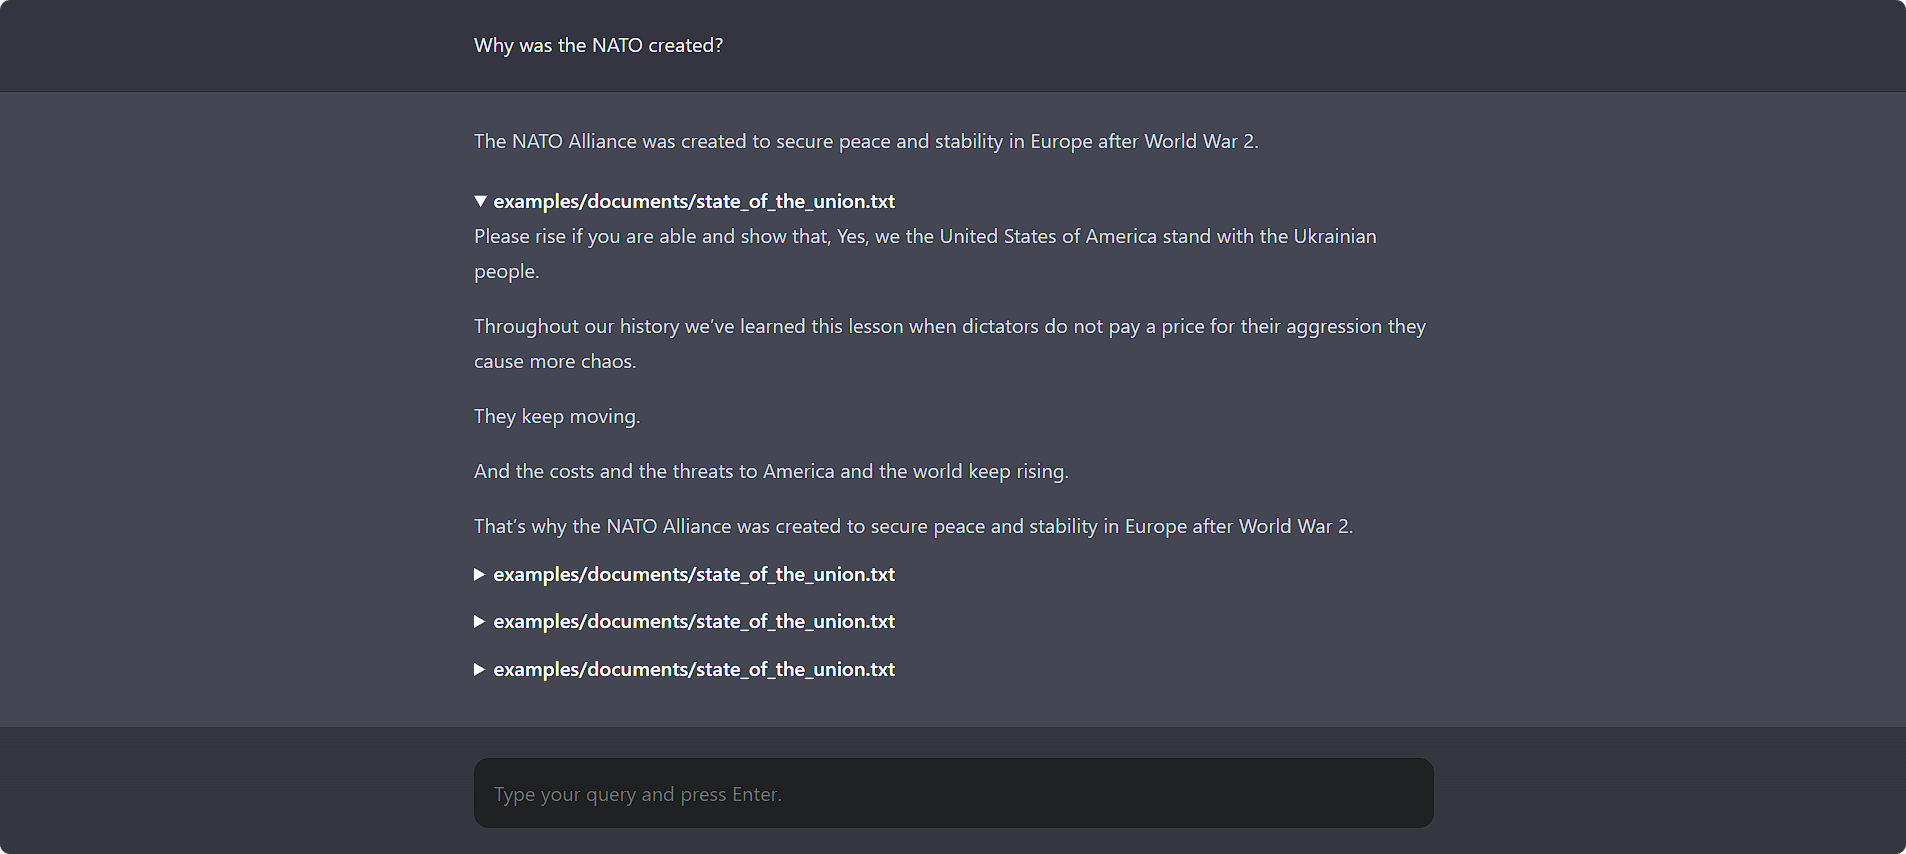 Why was the NATO created?
The NATO Alliance was created to secure peace and stability in Europe after World War 2.
examples/documents/state_of_the_union.txt
Please rise if you are able and show that, Yes, we the United States of America stand with the Ukrainian
people.
Throughout our history we’ve learned this lesson when dictators do not pay a price for their aggression they
cause more chaos.
They keep moving.
And the costs and the threats to America and the world keep rising.
That’s why the NATO Alliance was created to secure peace and stability in Europe after World War 2.
examples/documents/state_of_the_union.txt
examples/documents/state_of_the_union.txt
examples/documents/state_of_the_union.txt
Type your query and press Enter.